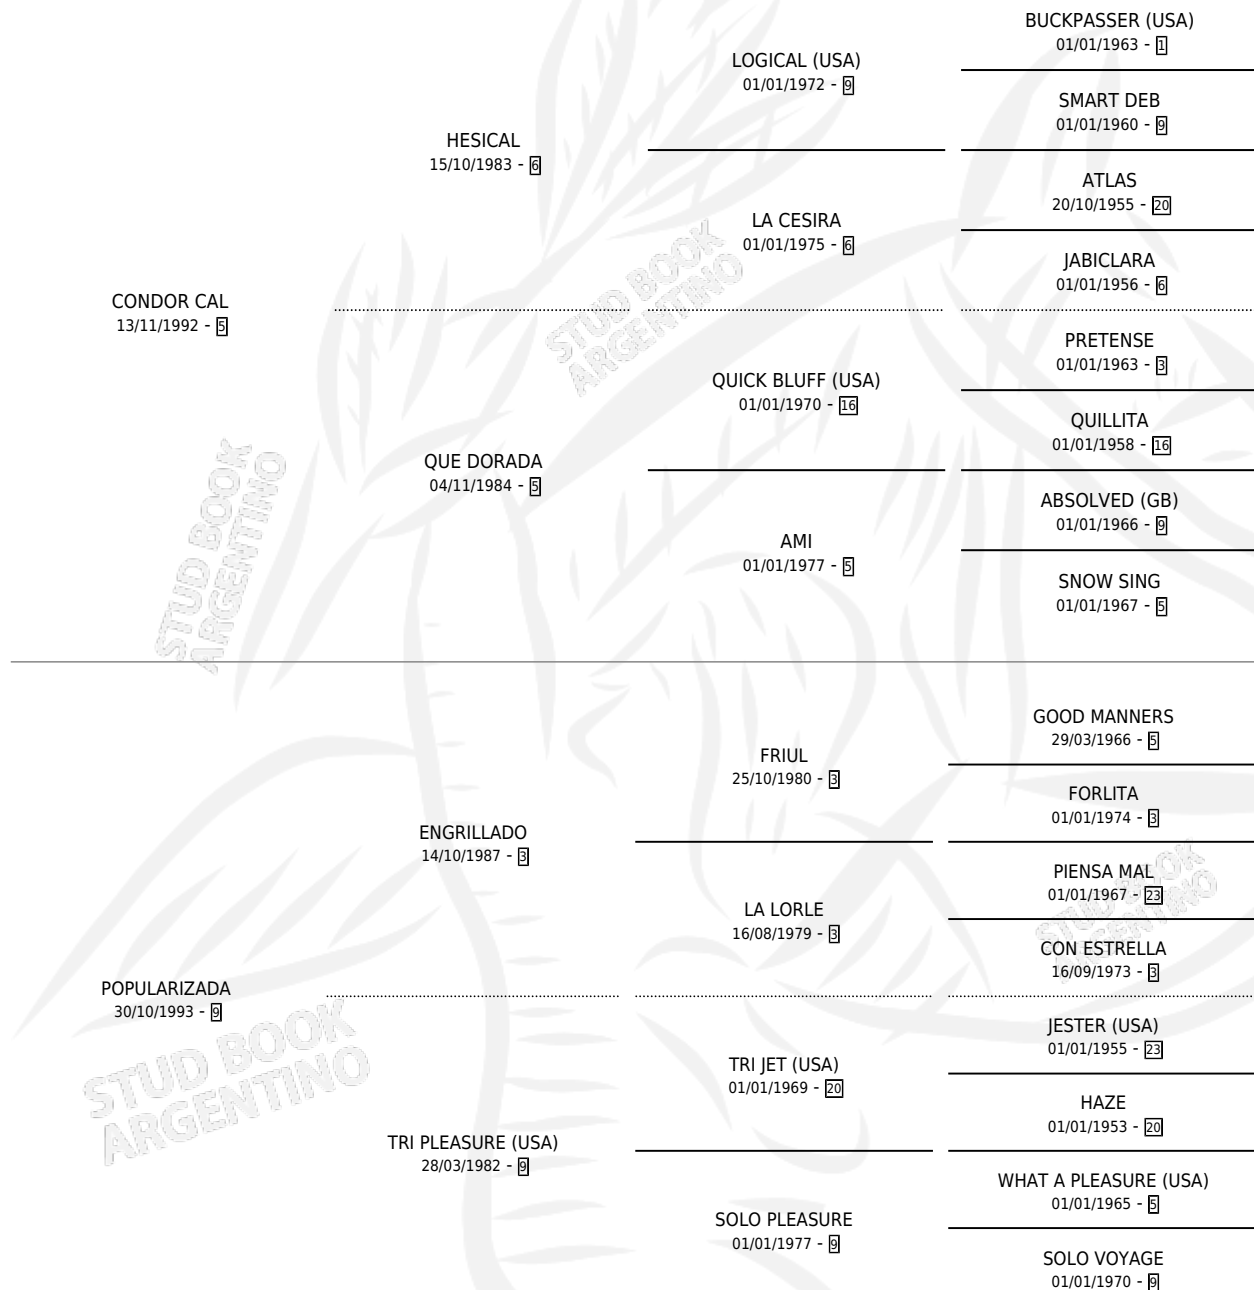 BUCKPASSER (USA)
01/01/1963 - 1
LOGICAL (USA)
01/01/1972 - 9
SMART DEB
01/01/1960 - 9
HESICAL
15/10/1983 - 6
ATLAS
20/10/1955 - 20
LA CESIRA
01/01/1975 - 6
JABICLARA
01/01/1956 - 6
CONDOR CAL
13/11/1992 - 5
PRETENSE
01/01/1963 - 3
QUICK BLUFF (USA)
01/01/1970 - 16
QUILLITA
01/01/1958 - 16
QUE DORADA
04/11/1984 - 5
ABSOLVED (GB)
01/01/1966 - 9
AMI
01/01/1977 - 5
SNOW SING
01/01/1967 - 5
STUD BOOK
ARGENTINO
STUD BOOK
ARGENTINO
GOOD MANNERS
29/03/1966 - 5
FRIUL
25/10/1980 - 3
FORLITA
01/01/1974 - 3
ENGRILLADO
14/10/1987 - 3
PIENSA MAL
01/01/1967 - 23
LA LORLE
16/08/1979 - 3
CON ESTRELLA
16/09/1973 - 3
POPULARIZADA
30/10/1993 - 9
JESTER (USA)
01/01/1955 - 23
TRI JET (USA)
01/01/1969 - 20
HAZE
01/01/1953 - 20
TRI PLEASURE (USA)
28/03/1982 - 9
WHAT A PLEASURE (USA)
01/01/1965 - 5
SOLO PLEASURE
01/01/1977 - 9
SOLO VOYAGE
01/01/1970 - 9
STUD BOOK
ARGENTINO
STUD BOOK
ARGENTINO